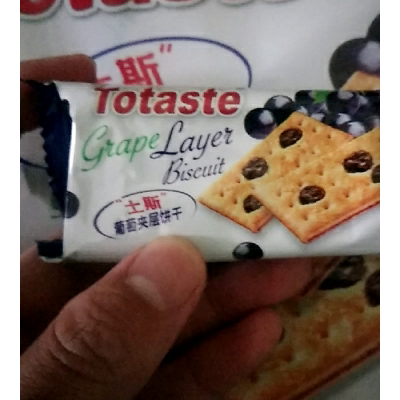 士斯"
Totaste
Grape Layer
Biscuit
"士斯"
葡萄夹层饼干